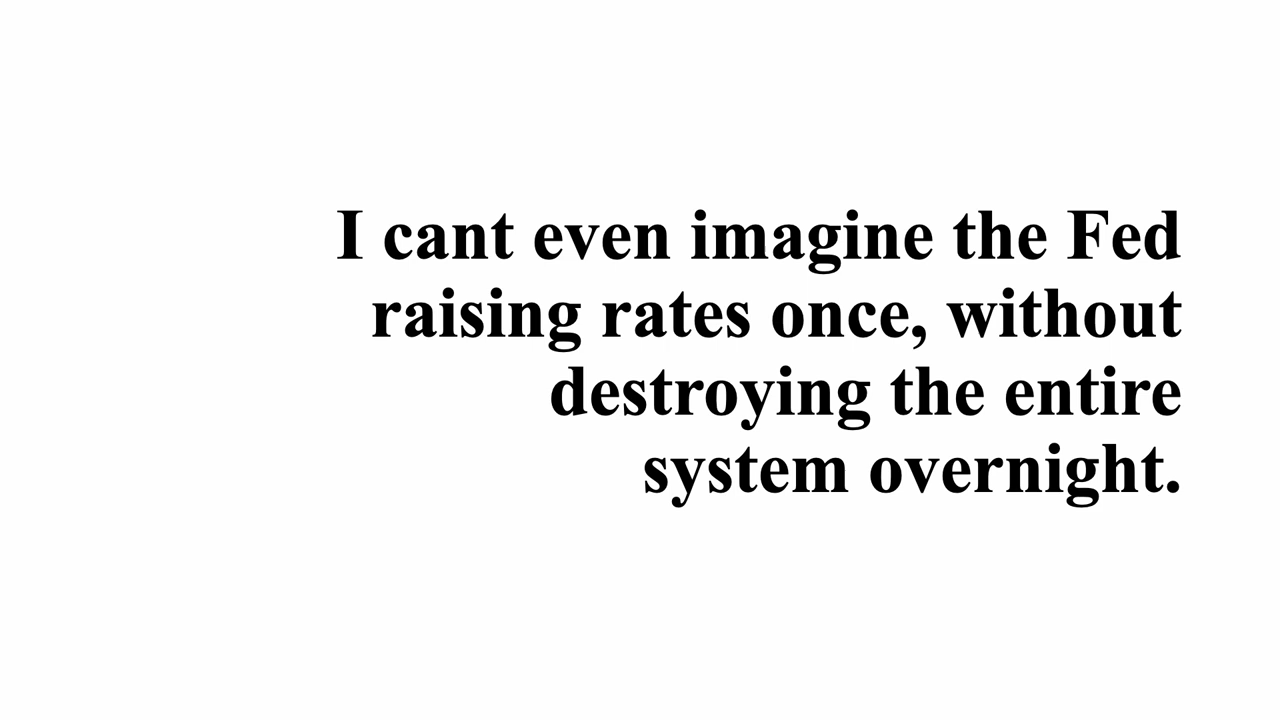 I cant even imagine the Fed
raising rates once, without
destroying the entire
system overnight.